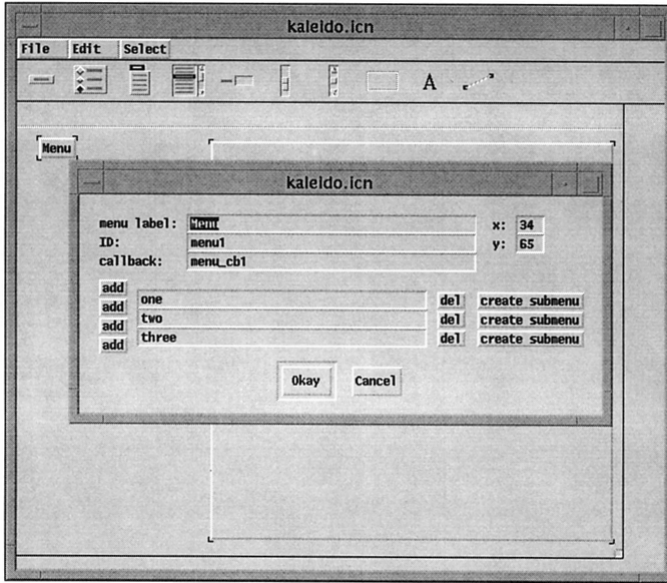 kaleido.icn
File Edit Select
A
Menu
kaleido.icn
menu label: Menu x: 34
ID: menu1 y: 65
callback: menu_cb1
add
one del create submenu
add
two del create submenu
add
three del create submenu
add
Okay Cancel